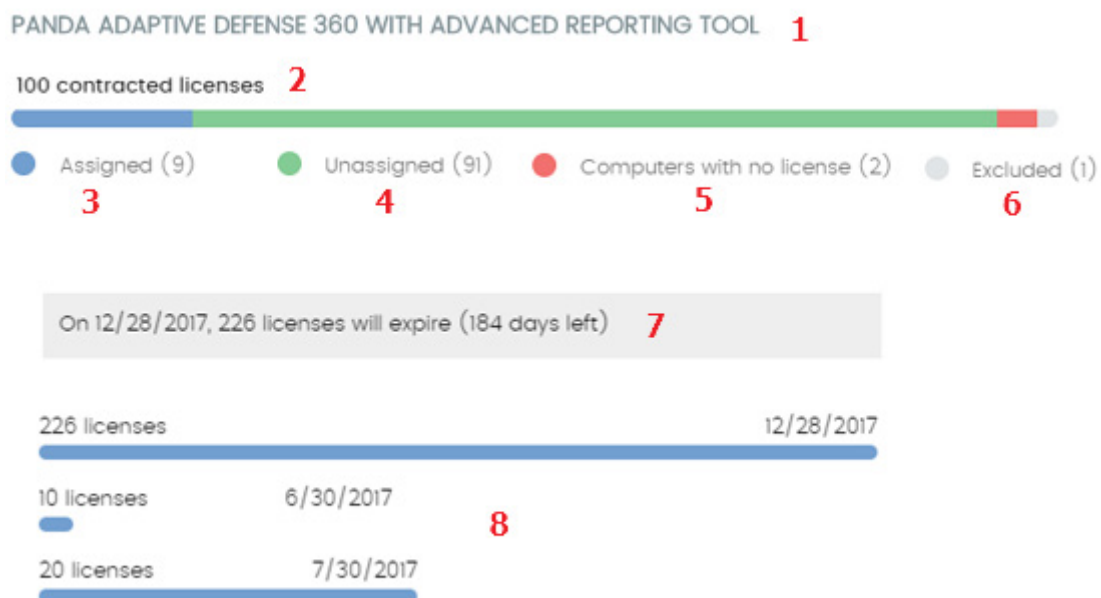 PANDA ADAPTIVE DEFENSE 360 WITH ADVANCED REPORTING TOOL 1
100 contracted licenses 2
Assigned (9) Unassigned (91) Computers with no license (2) Excluded (1)
3 4 5 6
On 12/28/2017, 226 licenses will expire (184 days left) 7
226 licenses 12/28/2017
10 licenses 6/30/2017
8
20 licenses 7/30/2017